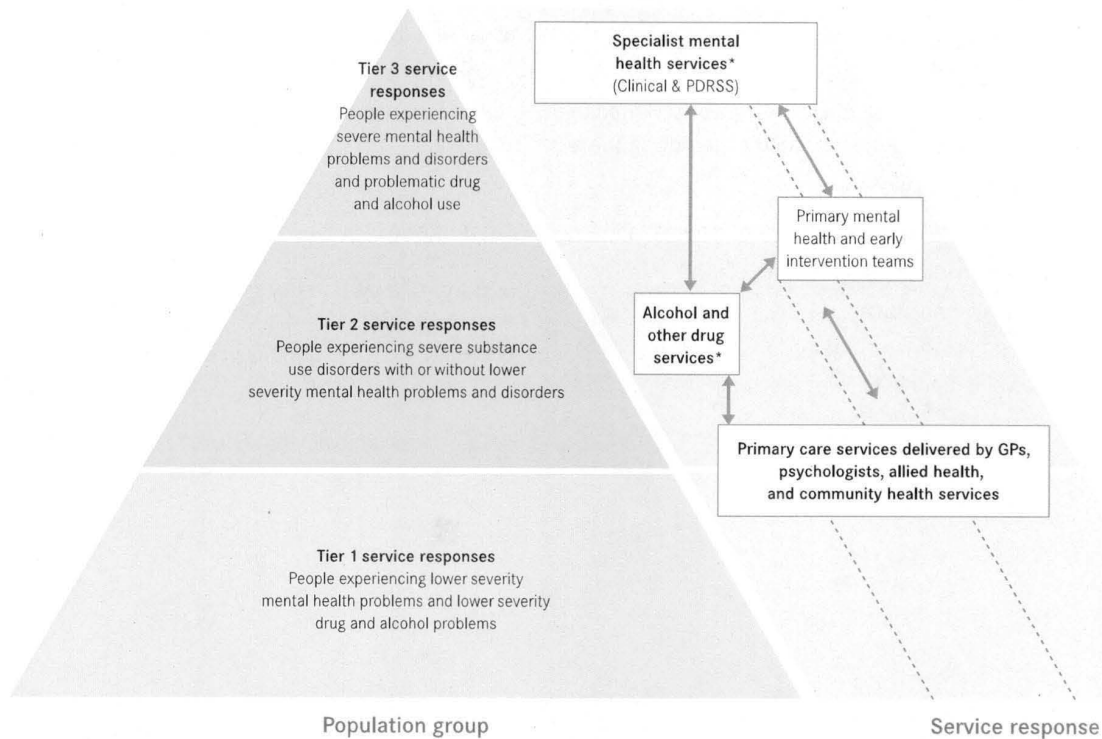 Tier 3 service
responses
People experiencing
severe mental health
problems and disorders
and problematic drug
and alcohol use
Tier 2 service responses
People experiencing severe substance
use disorders with or without lower
severity mental health problems and disorders
Tier 1 service responses
People experiencing lower severity
mental health problems and lower severity
drug and alcohol problems
Population group
Specialist mental
health services*
(Clinical & PDRSS)
Primary mental
health and early
intervention teams
Alcohol and
other drug
services*
Primary care services delivered by GPs,
psychologists, allied health,
and community health services
Service response